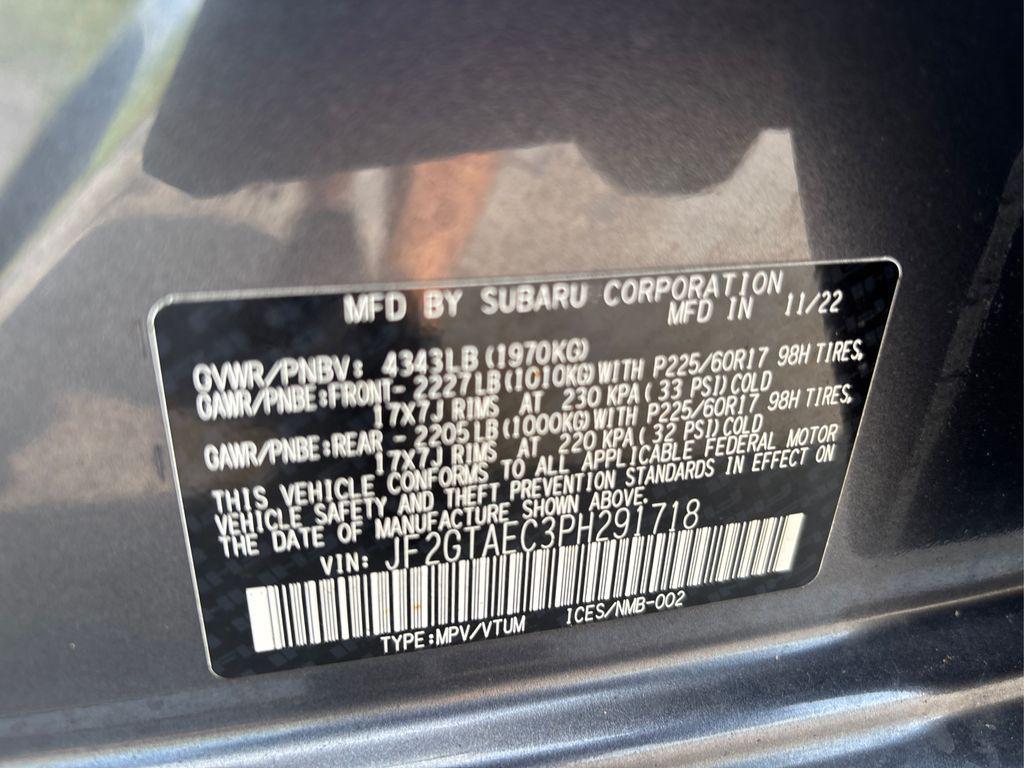 MFD BY SUBARU CORPORATION
MFD IN 11/22
GVWR/PNBV: 4343LB(1970KG)
GAWR/PNBE:FRONT-2227LB(1010KG)WITH P225/60R17 98H TIRES,
17X7J RIMS AT 230 KPA(33 PSI)COLD
GAWR/PNBE:REAR -2205LB(1000KG)WITH P225/60R17 98H TIRES,
17X7J RIMS AT 220 KPA(32 PSI)COLD
THIS VEHICLE CONFORMS TO ALL APPLICABLE FEDERAL MOTOR
VEHICLE SAFETY AND THEFT PREVENTION STANDARDS IN EFFECT ON
THE DATE OF MANUFACTURE SHOWN ABOVE.
VIN: JF2GTAEC3PH291718
TYPE:MPV/VTUM ICES/NMB-002